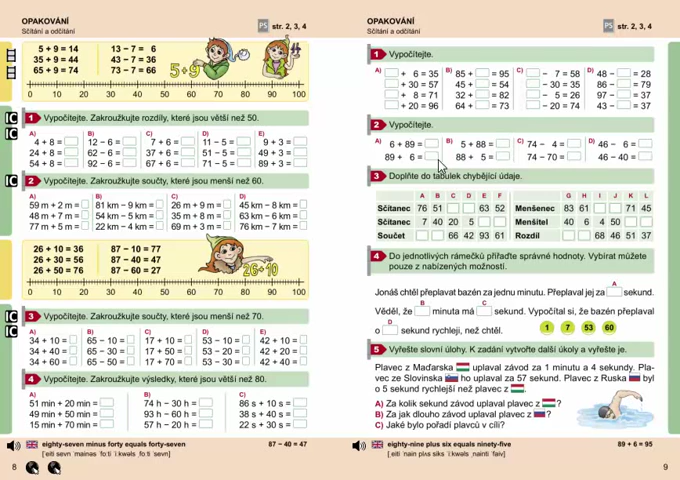 OPAKOVÁNÍ
Sčítání a odčítání
PS str. 2, 3, 4
5 + 9 = 14 13 − 7 = 6
35 + 9 = 44 43 − 7 = 36
65 + 9 = 74 73 − 7 = 66
5+9
0 10 20 30 40 50 60 70 80 90 100
1 Vypočítejte. Zakroužkujte rozdíly, které jsou větší než 50.
A) B) C) D) E)
4 + 8 = 12 − 6 = 7 + 6 = 11 − 5 = 9 + 3 =
24 + 8 = 62 − 6 = 37 + 6 = 51 − 5 = 49 + 3 =
54 + 8 = 92 − 6 = 67 + 6 = 71 − 5 = 89 + 3 =
2 Vypočítejte. Zakroužkujte součty, které jsou menší než 60.
A) B) C) D)
59 m + 2 m = 81 km − 9 km = 26 m + 9 m = 45 km − 8 km =
48 m + 7 m = 54 km − 5 km = 35 m + 8 m = 63 km − 6 km =
77 m + 5 m = 22 km − 4 km = 69 m + 3 m = 76 km − 7 km =
26 + 10 = 36 87 − 10 = 77
26 + 30 = 56 87 − 40 = 47
26 + 50 = 76 87 − 60 = 27
26+10
0 10 20 30 40 50 60 70 80 90 100
3 Vypočítejte. Zakroužkujte součty, které jsou menší než 70.
A) B) C) D) E)
34 + 10 = 65 − 10 = 17 + 10 = 53 − 10 = 42 + 10 =
34 + 40 = 65 − 30 = 17 + 50 = 53 − 20 = 42 + 20 =
34 + 60 = 65 − 50 = 17 + 70 = 53 − 30 = 42 + 40 =
4 Vypočítejte. Zakroužkujte výsledky, které jsou větší než 80.
A) B) C)
51 min + 20 min = 74 h − 30 h = 86 s + 10 s =
49 min + 50 min = 93 h − 60 h = 38 s + 40 s =
15 min + 70 min = 57 h − 20 h = 22 s + 30 s =
eighty-seven minus forty equals forty-seven 87 − 40 = 47
8
OPAKOVÁNÍ
Sčítání a odčítání
PS str. 2, 3, 4
1 Vypočítejte.
A) B) C) D)
+ 6 = 35 85 + = 95 − 7 = 58 48 − = 28
+ 30 = 57 45 + = 54 − 30 = 35 86 − = 79
+ 8 = 71 32 + = 82 − 5 = 26 97 − = 37
+ 20 = 96 64 + = 73 − 20 = 74 43 − = 37
2 Vypočítejte.
A) B) C) D)
6 + 89 = 5 + 88 = 74 − 4 = 46 − 6 =
89 + 6 = 88 + 5 = 74 − 70 = 46 − 40 =
3 Doplňte do tabulek chybějící údaje.
A B C D E F G H I J K L
Sčítanec 76 51 63 52 Menšenec 83 61 71 45
Sčítanec 7 40 20 5 Menšitel 40 6 4 50
Součet 66 42 93 61 Rozdíl 68 46 51 37
4 Do jednotlivých rámečků přiřaďte správné hodnoty. Vybírat můžete
pouze z nabízených možností.
Jonáš chtěl přeplavat bazén za jednu minutu. Přeplaval jej za A sekund.
Věděl, že B minuta má C sekund. Vypočítal si, že bazén přeplaval
o D sekund rychleji, než chtěl. 1 7 53 60
5 Vyřešte slovní úlohy. K zadání vytvořte další úkoly a vyřešte je.
Plavec z Maďarska uplaval závod za 1 minutu a 4 sekundy. Pla-
vec ze Slovinska ho uplaval za 57 sekund. Plavec z Ruska byl
o 5 sekund rychlejší než plavec z .
A) Za kolik sekund závod uplaval plavec z ?
B) Za jak dlouho závod uplaval plavec z ?
C) Jaké bylo pořadí plavců v cíli?
eighty-nine plus six equals ninety-five 89 + 6 = 95
9